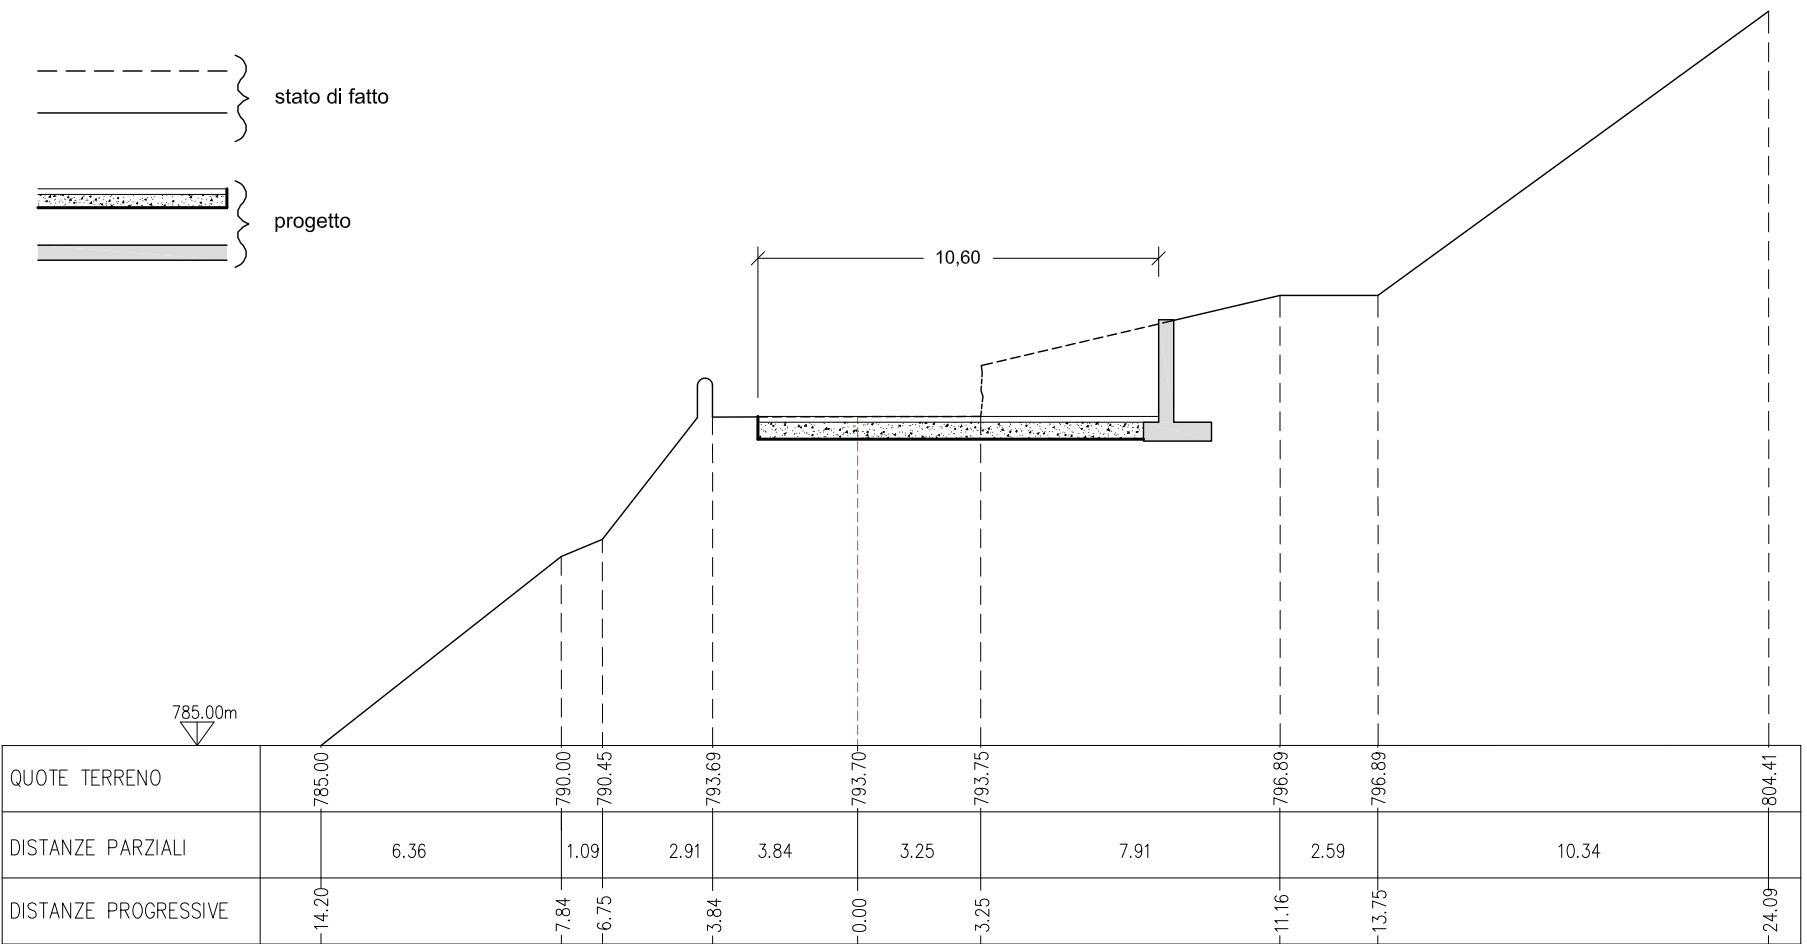 stato di fatto
progetto
10,60
785.00m
QUOTE TERRENO 785.00 790.00 790.45 793.69 793.70 793.75 796.89 796.89 804.41
DISTANZE PARZIALI 6.36 1.09 2.91 3.84 3.25 7.91 2.59 10.34
DISTANZE PROGRESSIVE 14.20 7.84 6.75 3.84 0.00 3.25 11.16 13.75 24.09